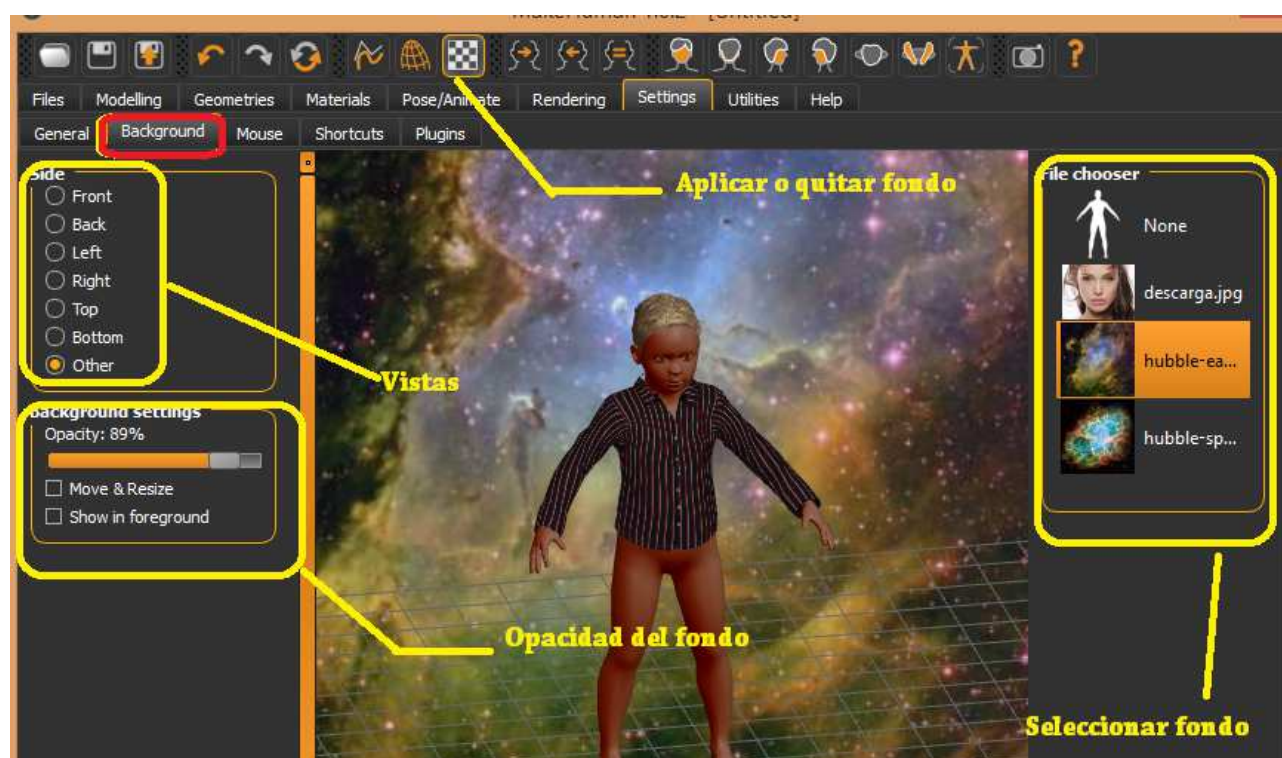 Files Modelling Geometries Materials Pose/Animate Rendering Settings Utilities Help
General Background Mouse Shortcuts Plugins
Side
Front
Back
Left
Right
Top
Bottom
Other
Background settings
Opacity: 89%
Move & Resize
Show in foreground
Aplicar o quitar fondo
Vistas
Opacidad del fondo
File chooser
None
descarga.jpg
hubble-ea...
hubble-sp...
Seleccionar fondo